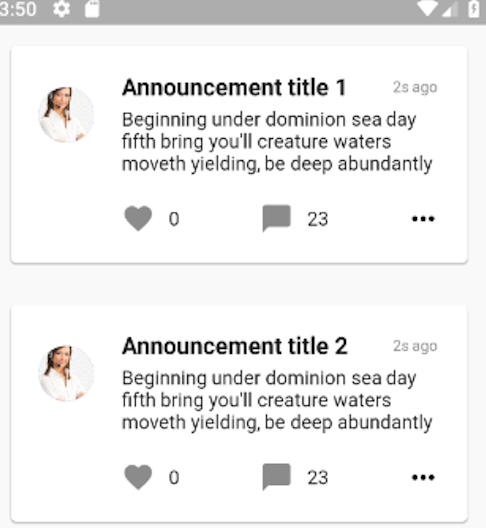 3:50
Announcement title 1 2s ago
Beginning under dominion sea day
fifth bring you'll creature waters
moveth yielding, be deep abundantly
0 23
Announcement title 2 2s ago
Beginning under dominion sea day
fifth bring you'll creature waters
moveth yielding, be deep abundantly
0 23